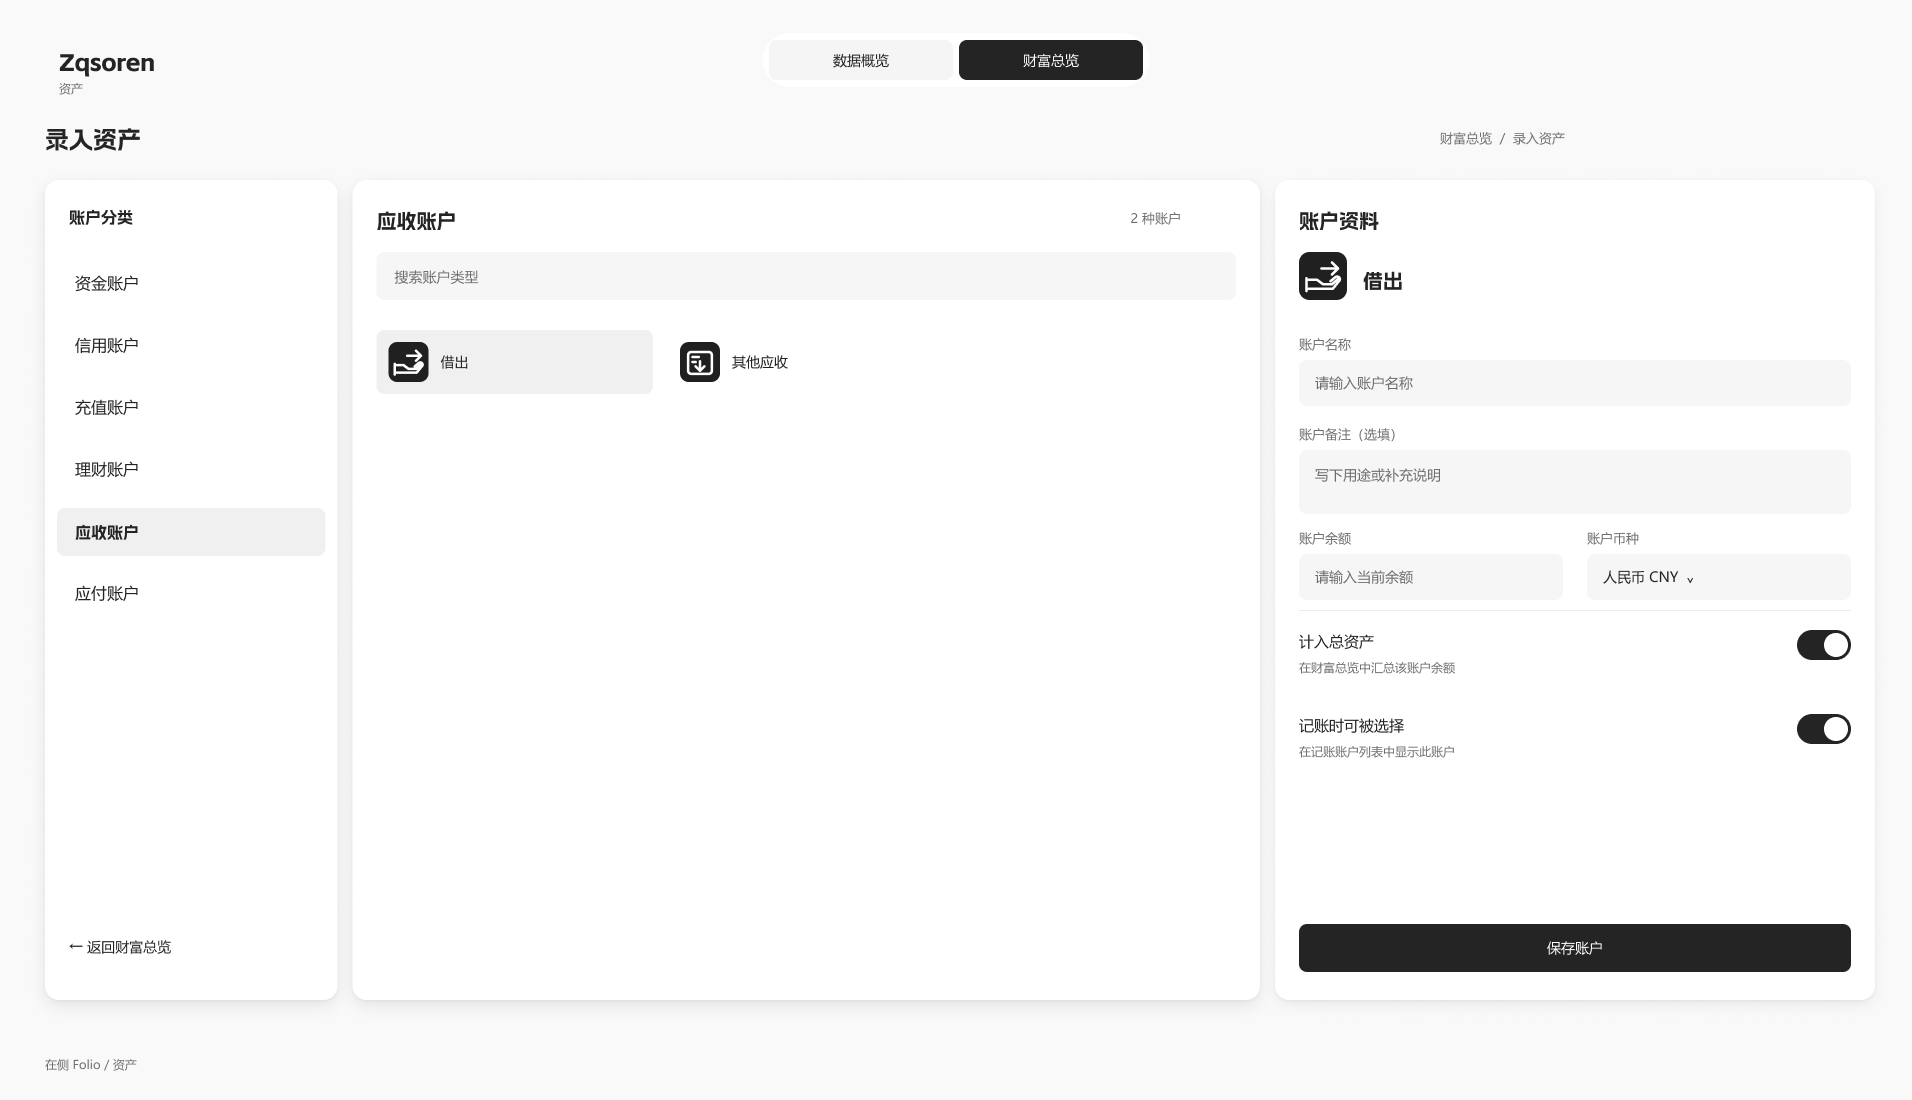 Zqsoren
资产
数据概览
财富总览
录入资产
财富总览 / 录入资产
账户分类
资金账户
信用账户
充值账户
理财账户
应收账户
应付账户
← 返回财富总览
应收账户
2 种账户
搜索账户类型
借出
其他应收
账户资料
借出
账户名称
请输入账户名称
账户备注（选填）
写下用途或补充说明
账户余额
账户币种
请输入当前余额
人民币 CNY
计入总资产
在财富总览中汇总该账户余额
记账时可被选择
在记账账户列表中显示此账户
保存账户
在侧 Folio / 资产